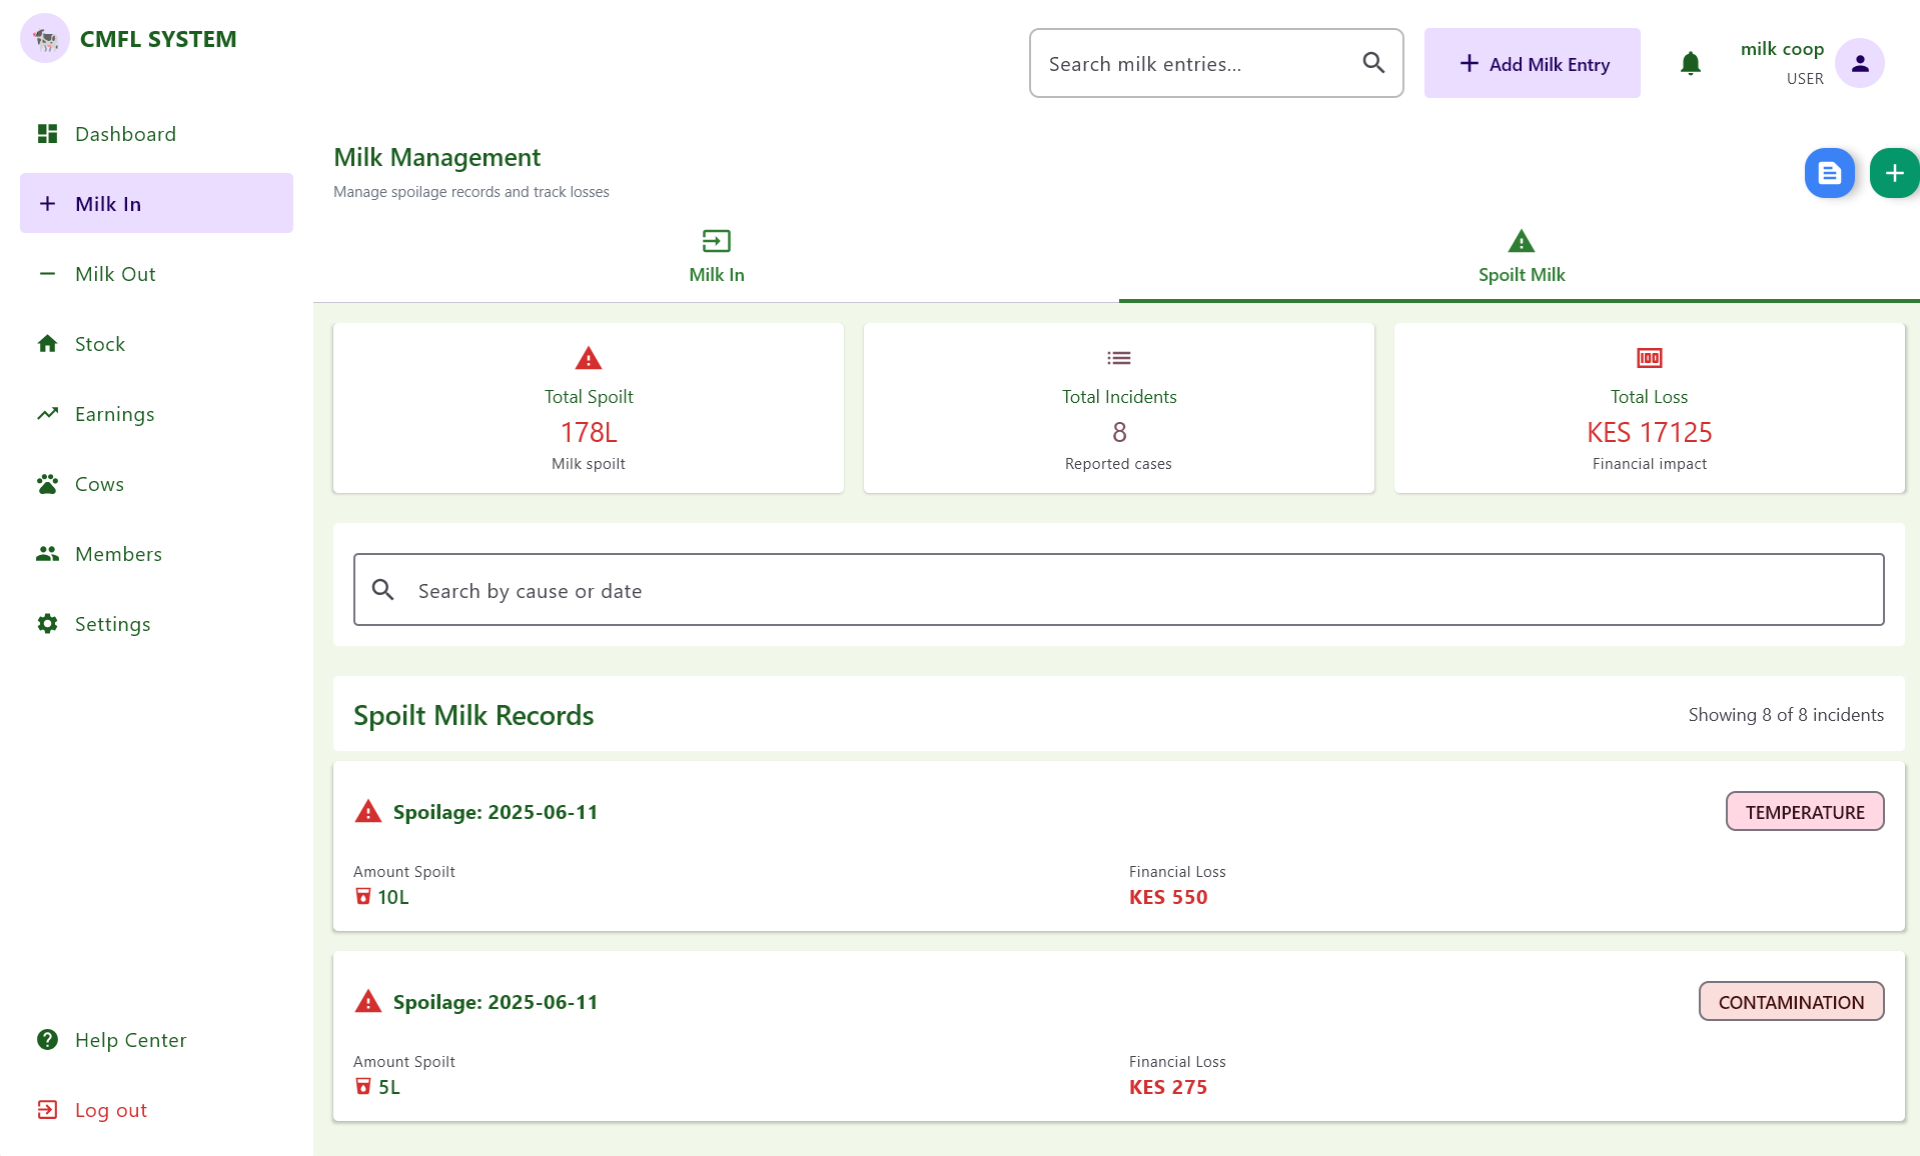 CMFL SYSTEM
Search milk entries...
Add Milk Entry
milk coop
USER
Dashboard
Milk In
Milk Out
Stock
Earnings
Cows
Members
Settings
Help Center
Log out
Milk Management
Manage spoilage records and track losses
Milk In
Spoilt Milk
Total Spoilt
178L
Milk spoilt
Total Incidents
8
Reported cases
100
Total Loss
KES 17125
Financial impact
Search by cause or date
Spoilt Milk Records
Showing 8 of 8 incidents
Spoilage: 2025-06-11
TEMPERATURE
Amount Spoilt
10L
Financial Loss
KES 550
Spoilage: 2025-06-11
CONTAMINATION
Amount Spoilt
5L
Financial Loss
KES 275